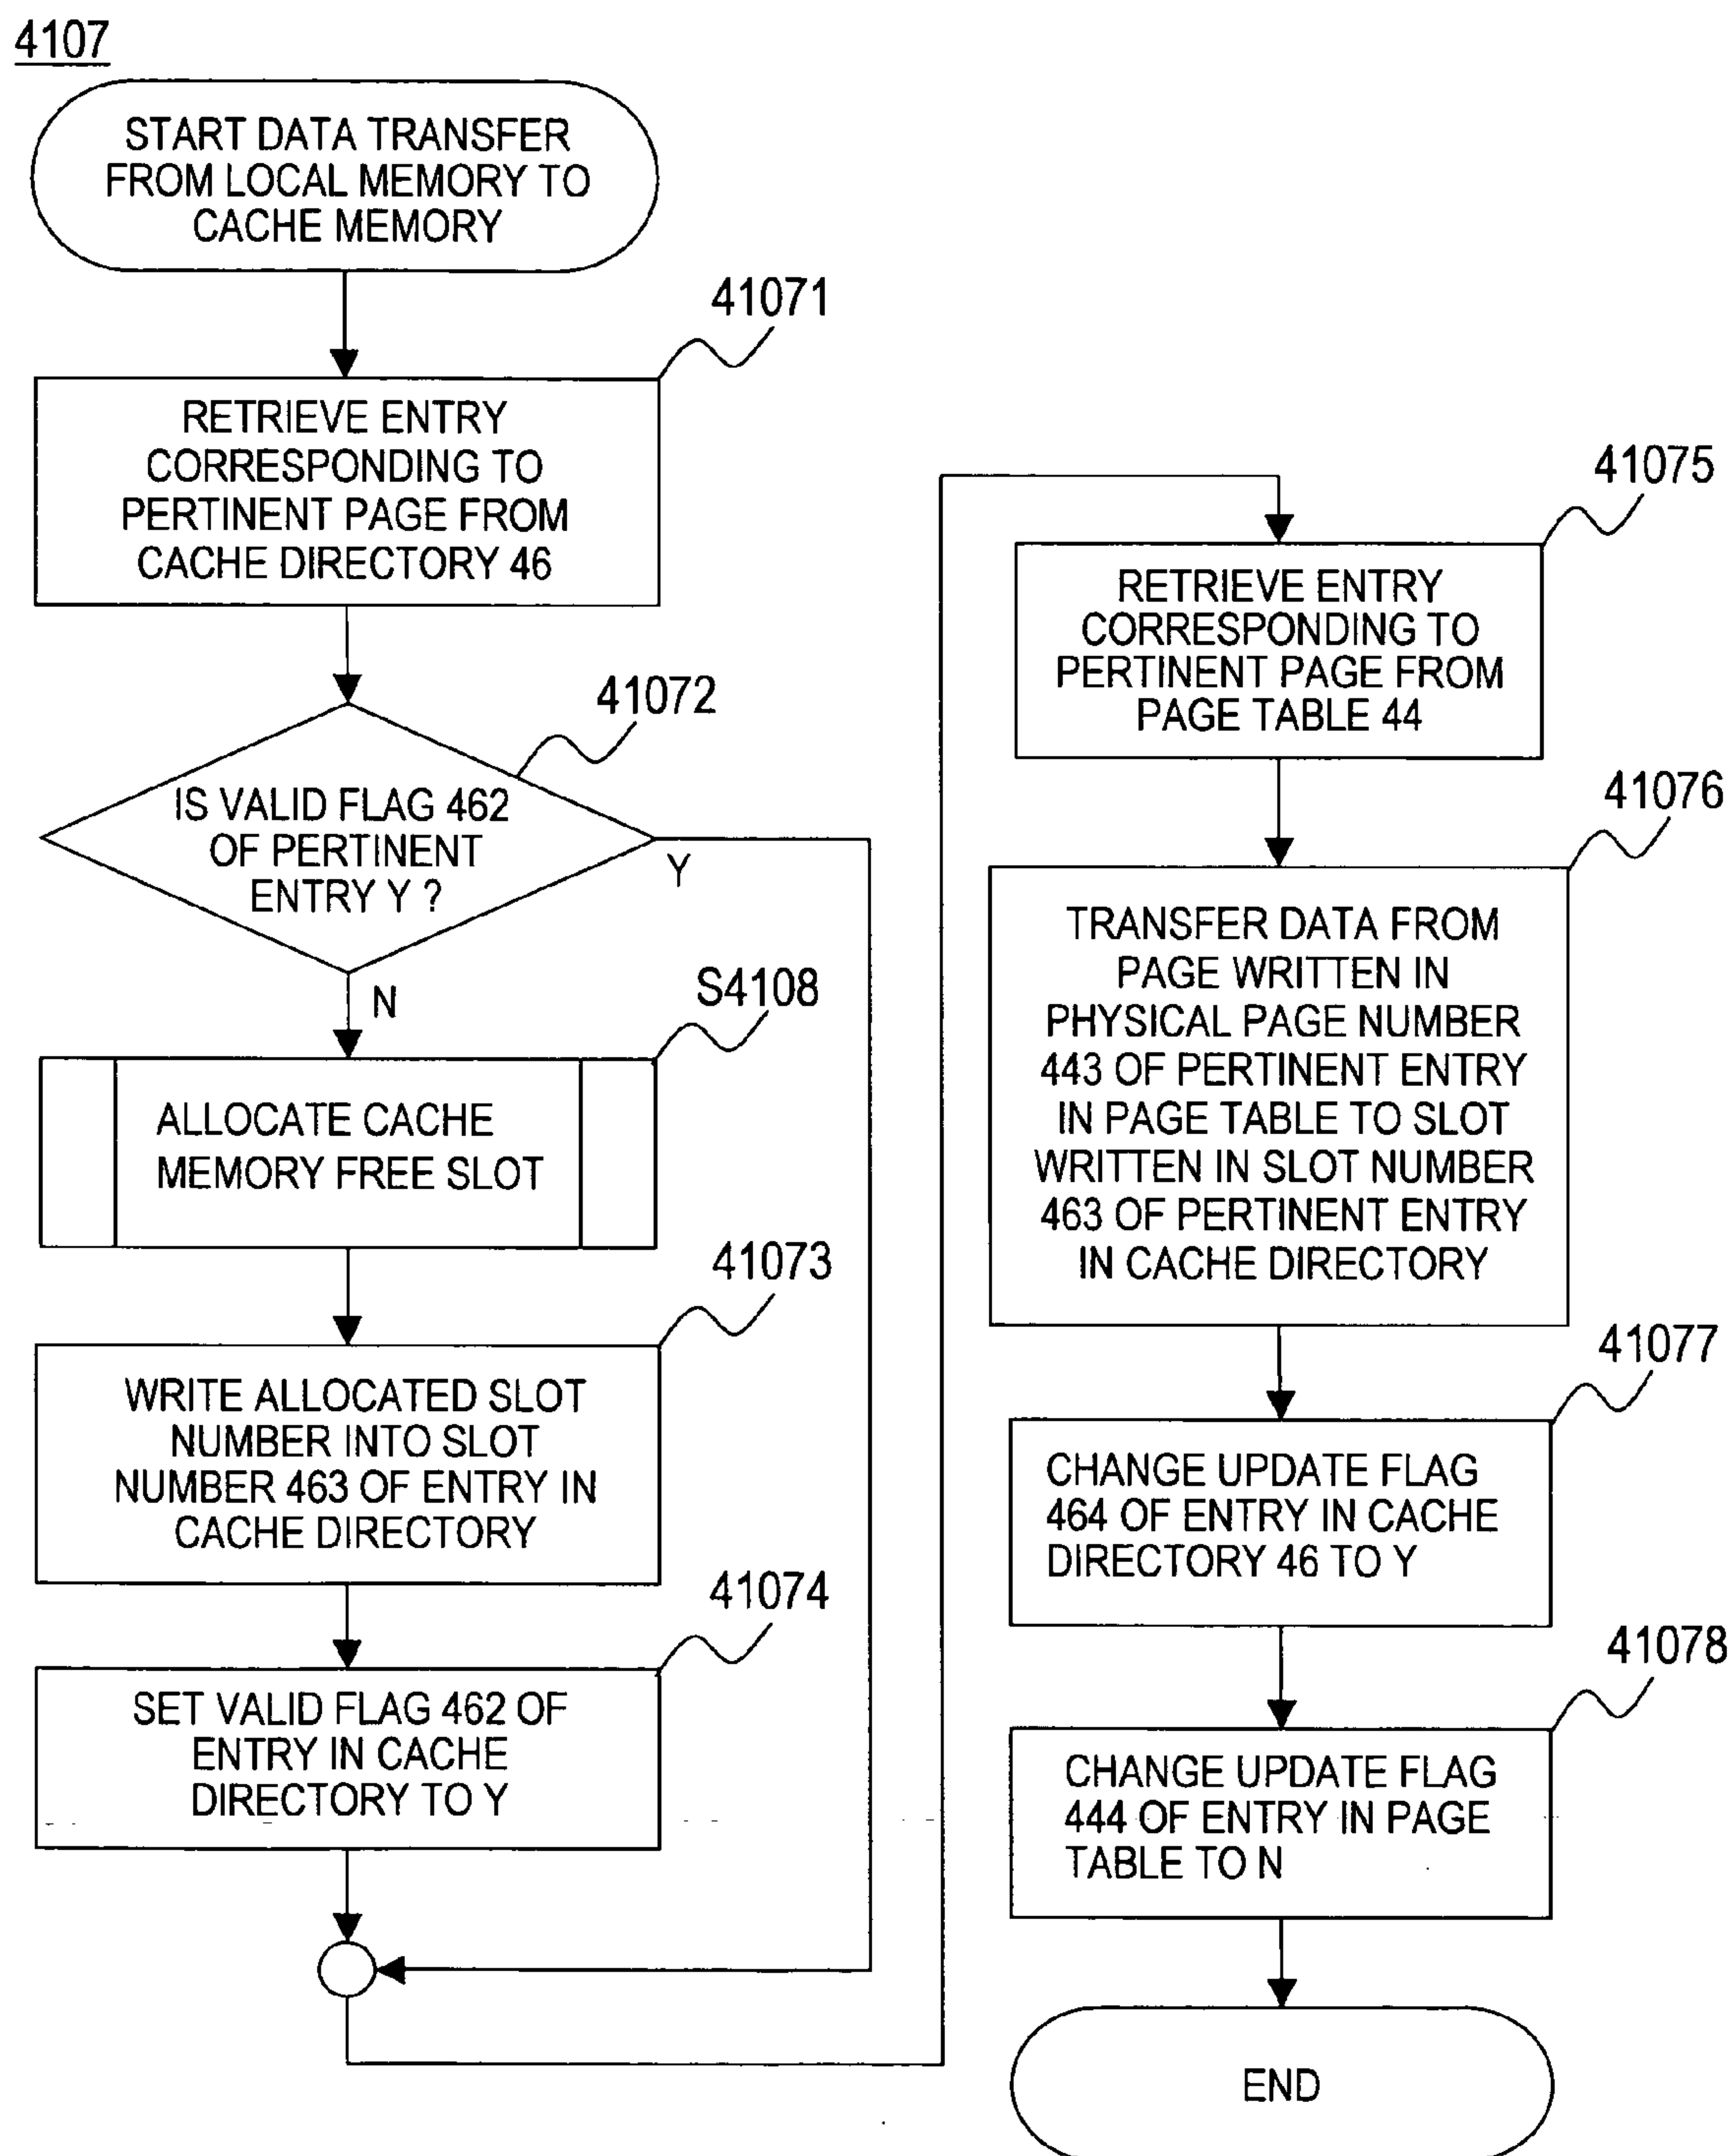 4107
START DATA TRANSFER
FROM LOCAL MEMORY TO
CACHE MEMORY
41071
RETRIEVE ENTRY
CORRESPONDING TO
PERTINENT PAGE FROM
CACHE DIRECTORY 46
41072
IS VALID FLAG 462
OF PERTINENT
ENTRY Y ?
Y
N
S4108
ALLOCATE CACHE
MEMORY FREE SLOT
41073
WRITE ALLOCATED SLOT
NUMBER INTO SLOT
NUMBER 463 OF ENTRY IN
CACHE DIRECTORY
41074
SET VALID FLAG 462 OF
ENTRY IN CACHE
DIRECTORY TO Y
41075
RETRIEVE ENTRY
CORRESPONDING TO
PERTINENT PAGE FROM
PAGE TABLE 44
41076
TRANSFER DATA FROM
PAGE WRITTEN IN
PHYSICAL PAGE NUMBER
443 OF PERTINENT ENTRY
IN PAGE TABLE TO SLOT
WRITTEN IN SLOT NUMBER
463 OF PERTINENT ENTRY
IN CACHE DIRECTORY
41077
CHANGE UPDATE FLAG
464 OF ENTRY IN CACHE
DIRECTORY 46 TO Y
41078
CHANGE UPDATE FLAG
444 OF ENTRY IN PAGE
TABLE TO N
END